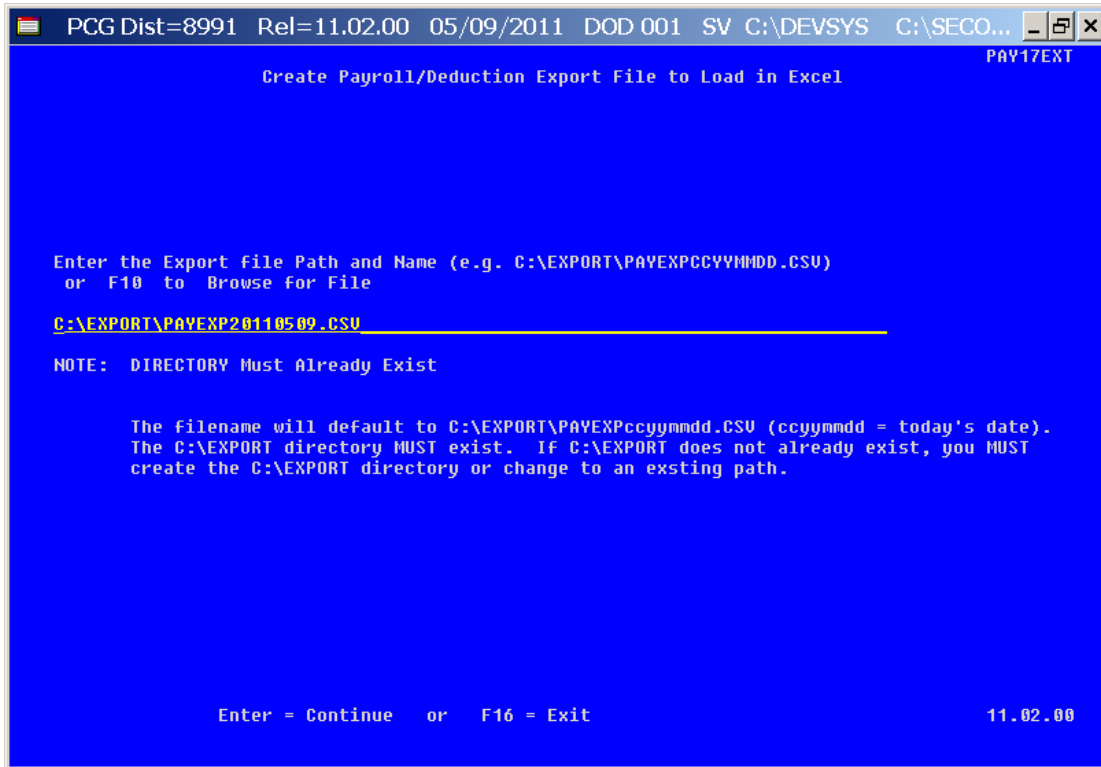 PCG Dist=8991 Rel=11.02.00 05/09/2011 DOD 001 SV C:\DEVSYS C:\SECO...
PAY17EXT
Create Payroll/Deduction Export File to Load in Excel
Enter the Export file Path and Name (e.g. C:\EXPORT\PAYEXPCCYYMMDD.CSV)
or F10 to Browse for File
C:\EXPORT\PAYEXP20110509.CSV
NOTE: DIRECTORY Must Already Exist
The filename will default to C:\EXPORT\PAYEXPccyymmdd.CSV (ccyymmdd = today's date).
The C:\EXPORT directory MUST exist. If C:\EXPORT does not already exist, you MUST
create the C:\EXPORT directory or change to an exsting path.
Enter = Continue or F16 = Exit
11.02.00